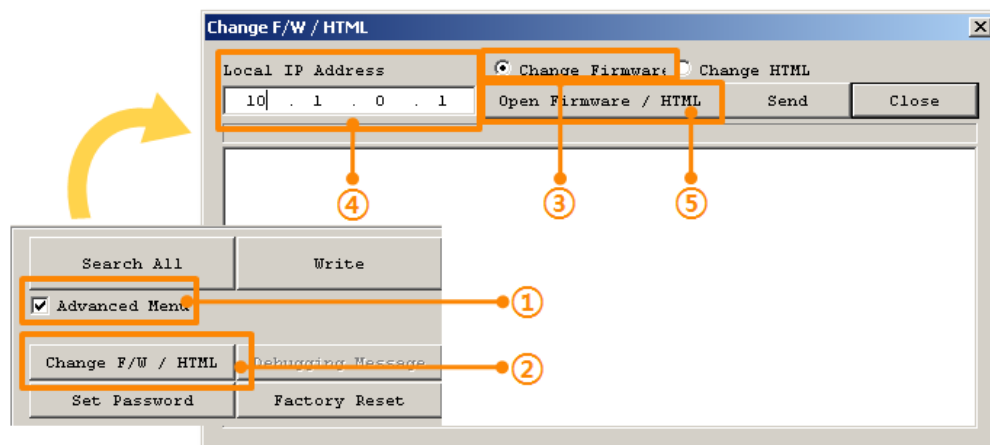 Change F/W / HTML
Local IP Address
Change Firmware Change HTML
10 . 1 . 0 . 1
Open Firmware / HTML Send Close
④ ③ ⑤
Search All Write
Advanced Menu ①
Change F/W / HTML Debugging Message ②
Set Password Factory Reset